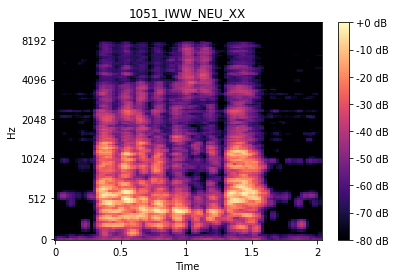 1051_IWW_NEU_XX
8192
4096
2048
1024
512
0
Hz
0
0.5
1
1.5
2
Time
+0 dB
-10 dB
-20 dB
-30 dB
-40 dB
-50 dB
-60 dB
-70 dB
-80 dB